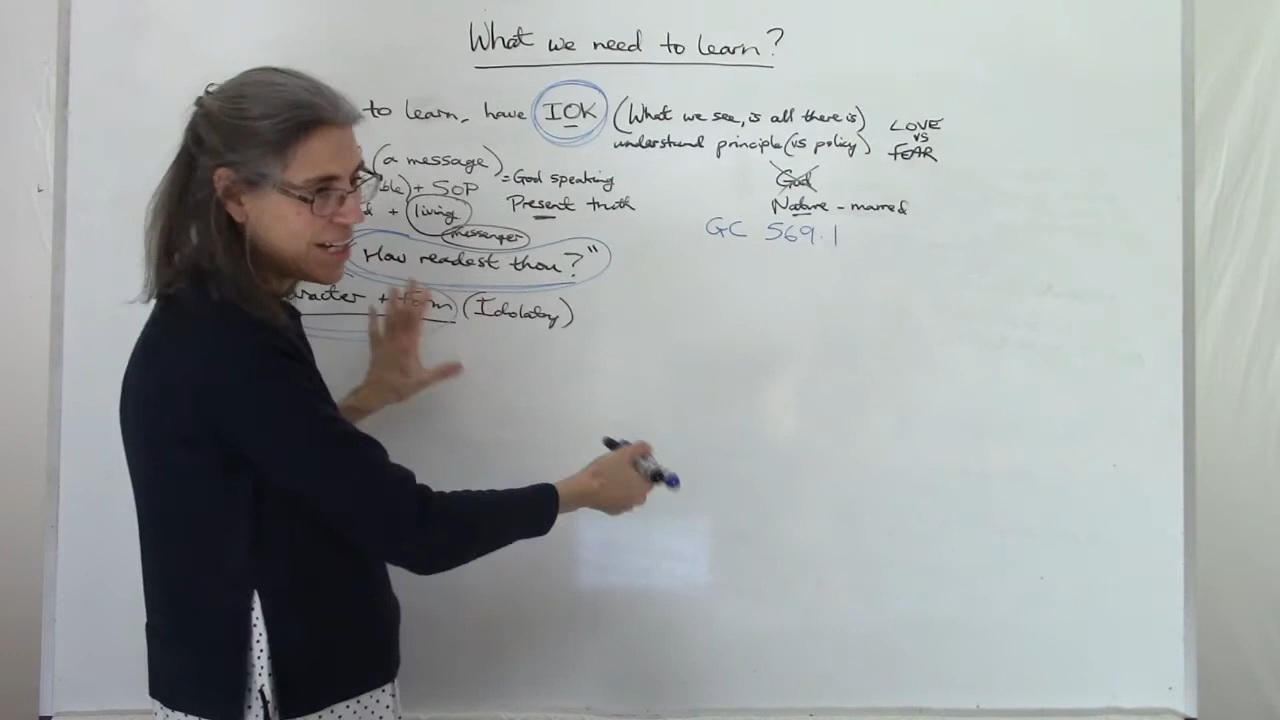 What we need to learn?
to learn, have IOK (What we see, is all there is)
understand principle (vs policy)
LOVE
vs
FEAR
(a message) = God speaking
+ SOP
Present truth
+ living
messenger
God
Nature - marred
GC 569.1
How readest thou?"
+ form (Idolatry)